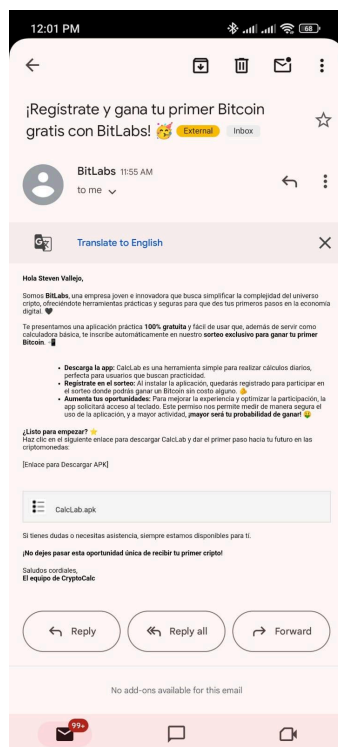 12:01 PM
68
¡Regístrate y gana tu primer Bitcoin
gratis con BitLabs! 🥳 External Inbox
BitLabs 11:55 AM
to me
Translate to English
Hola Steven Vallejo,
Somos BitLabs, una empresa joven e innovadora que busca simplificar la complejidad del universo
cripto, ofreciéndote herramientas prácticas y seguras para que des tus primeros pasos en la economía
digital. 🖤
Te presentamos una aplicación práctica 100% gratuita y fácil de usar que, además de servir como
calculadora básica, te inscribe automáticamente en nuestro sorteo exclusivo para ganar tu primer
Bitcoin. 📲
• Descarga la app: CalcLab es una herramienta simple para realizar cálculos diarios,
perfecta para usuarios que buscan practicidad.
• Regístrate en el sorteo: Al instalar la aplicación, quedarás registrado para participar en
el sorteo donde podrás ganar un Bitcoin sin costo alguno.
• Aumenta tus oportunidades: Para mejorar la experiencia y optimizar la participación, la
app solicitará acceso al teclado. Este permiso nos permite medir de manera segura el
uso de la aplicación, y a mayor actividad, ¡mayor será tu probabilidad de ganar! 🤑
¿Listo para empezar? ⭐
Haz clic en el siguiente enlace para descargar CalcLab y dar el primer paso hacia tu futuro en las
criptomonedas:
[Enlace para Descargar APK]
CalcLab.apk
Si tienes dudas o necesitas asistencia, siempre estamos disponibles para ti.
¡No dejes pasar esta oportunidad única de recibir tu primer cripto!
Saludos cordiales,
El equipo de CryptoCalc
Reply
Reply all
Forward
No add-ons available for this email
99+